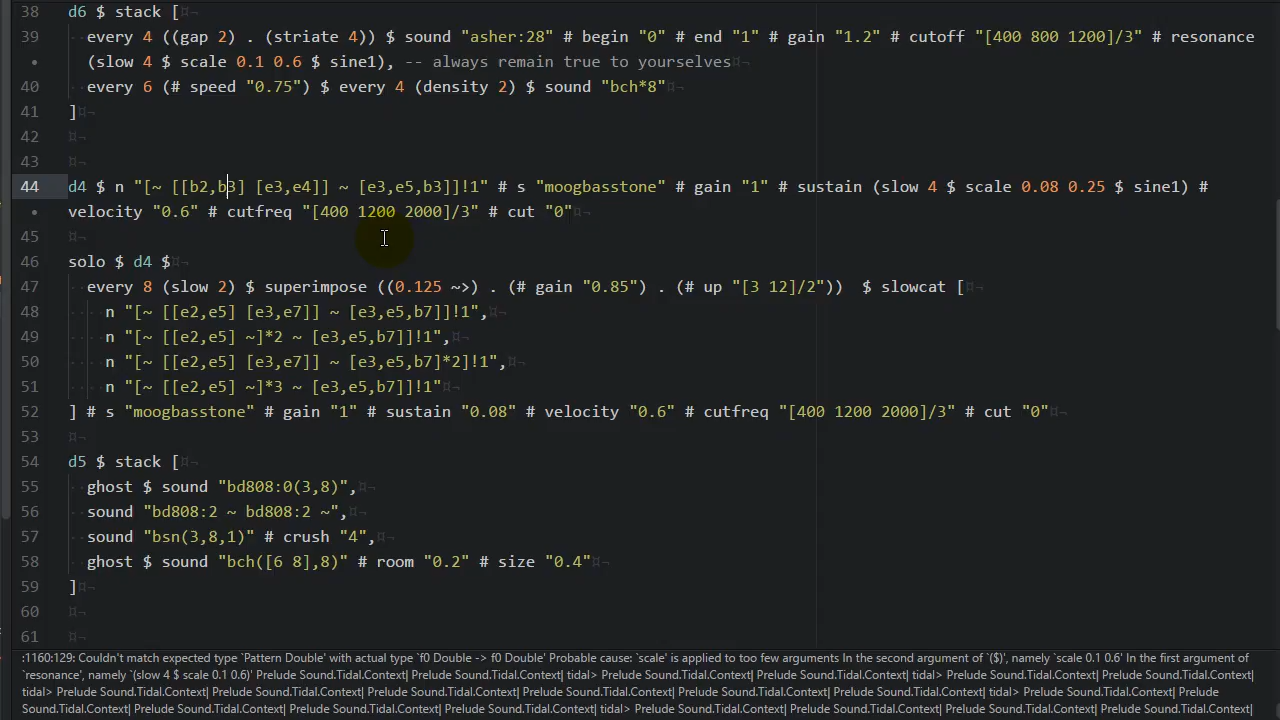 38 d6 $ stack [
39 every 4 ((gap 2) . (striate 4)) $ sound "asher:28" # begin "0" # end "1" # gain "1.2" # cutoff "[400 800 1200]/3" # resonance
(slow 4 $ scale 0.1 0.6 $ sine1), -- always remain true to yourselves
40 every 6 (# speed "0.75") $ every 4 (density 2) $ sound "bch*8"
41 ]
42
43
44 d4 $ n "[~ [[b2,b3] [e3,e4]] ~ [e3,e5,b3]]!1" # s "moogbasstone" # gain "1" # sustain (slow 4 $ scale 0.08 0.25 $ sine1) #
velocity "0.6" # cutfreq "[400 1200 2000]/3" # cut "0"
45
46 solo $ d4 $
47 every 8 (slow 2) $ superimpose ((0.125 ~>) . (# gain "0.85") . (# up "[3 12]/2"))  $ slowcat [
48 n "[~ [[e2,e5] [e3,e7]] ~ [e3,e5,b7]]!1",
49 n "[~ [[e2,e5] ~]*2 ~ [e3,e5,b7]]!1",
50 n "[~ [[e2,e5] [e3,e7]] ~ [e3,e5,b7]*2]!1",
51 n "[~ [[e2,e5] ~]*3 ~ [e3,e5,b7]]!1"
52 ] # s "moogbasstone" # gain "1" # sustain "0.08" # velocity "0.6" # cutfreq "[400 1200 2000]/3" # cut "0"
53
54 d5 $ stack [
55 ghost $ sound "bd808:0(3,8)",
56 sound "bd808:2 ~ bd808:2 ~",
57 sound "bsn(3,8,1)" # crush "4",
58 ghost $ sound "bch([6 8],8)" # room "0.2" # size "0.4"
59 ]
60
61
:1160:129: Couldn't match expected type `Pattern Double' with actual type `f0 Double -> f0 Double' Probable cause: `scale' is applied to too few arguments In the second argument of `($)', namely `scale 0.1 0.6' In the first argument of
`resonance', namely `(slow 4 $ scale 0.1 0.6)' Prelude Sound.Tidal.Context| Prelude Sound.Tidal.Context| tidal> Prelude Sound.Tidal.Context| Prelude Sound.Tidal.Context| Prelude Sound.Tidal.Context|
tidal> Prelude Sound.Tidal.Context| Prelude Sound.Tidal.Context| Prelude Sound.Tidal.Context| Prelude Sound.Tidal.Context| Prelude Sound.Tidal.Context| Prelude Sound.Tidal.Context| tidal> Prelude
Sound.Tidal.Context| Prelude Sound.Tidal.Context| Prelude Sound.Tidal.Context| tidal> Prelude Sound.Tidal.Context| Prelude Sound.Tidal.Context| Prelude Sound.Tidal.Context| Prelude Sound.Tidal.Context|